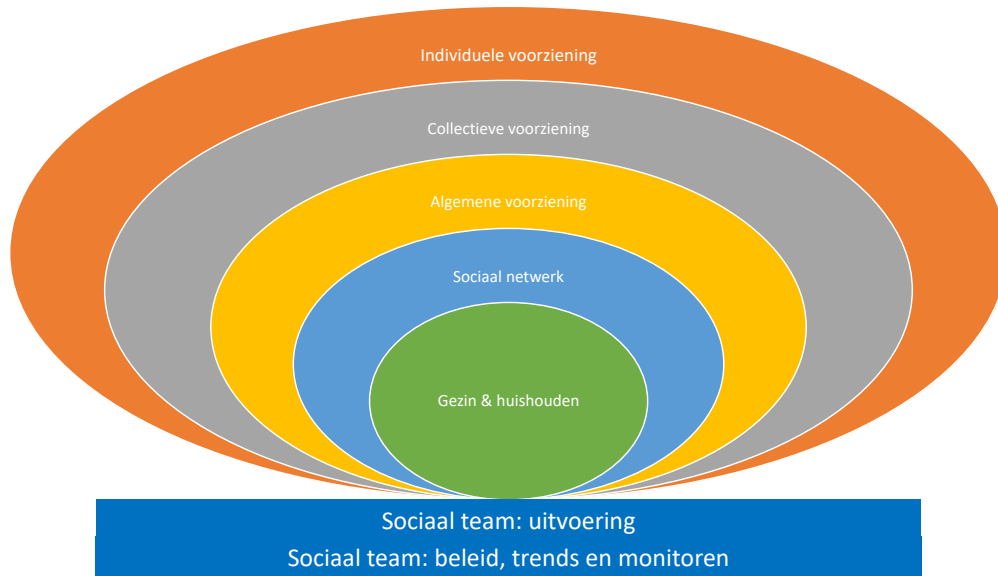 Individuele voorziening
Collectieve voorziening
Algemene voorziening
Sociaal netwerk
Gezin & huishouden
Sociaal team: uitvoering
Sociaal team: beleid, trends en monitoren